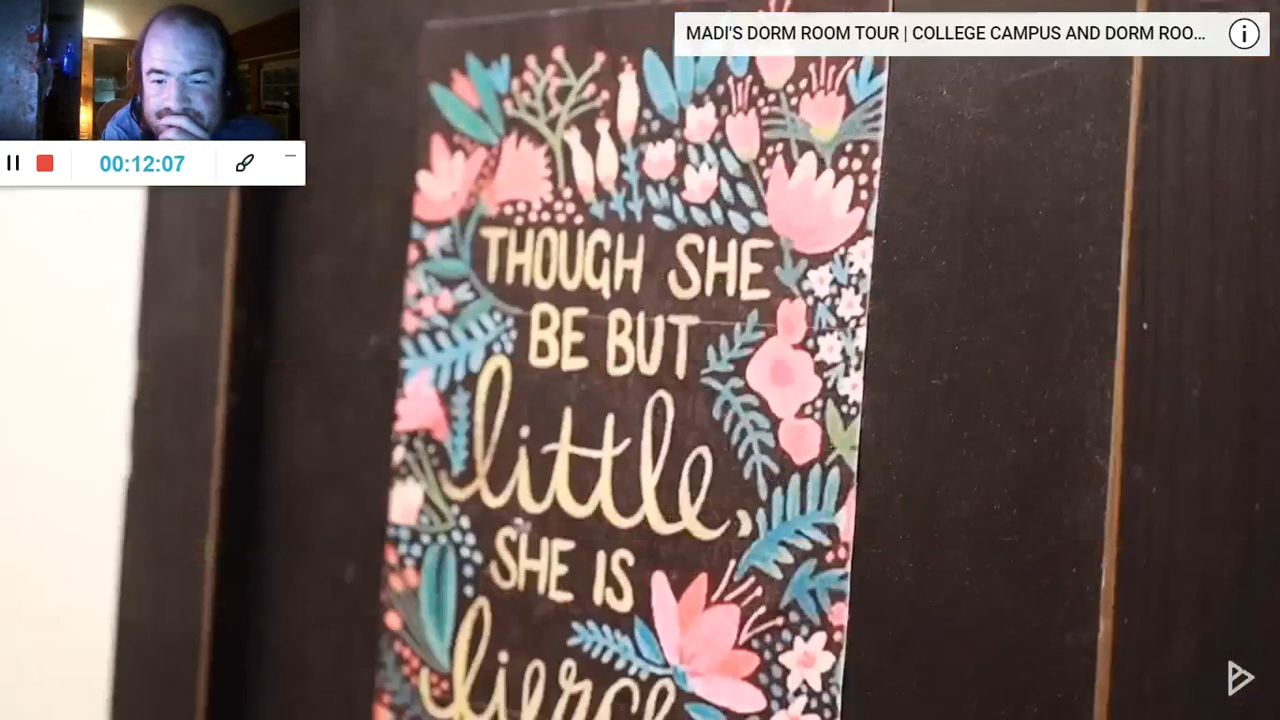 MADI'S DORM ROOM TOUR | COLLEGE CAMPUS AND DORM ROO...
00:12:07
THOUGH SHE
BE BUT
little,
SHE IS
fierce